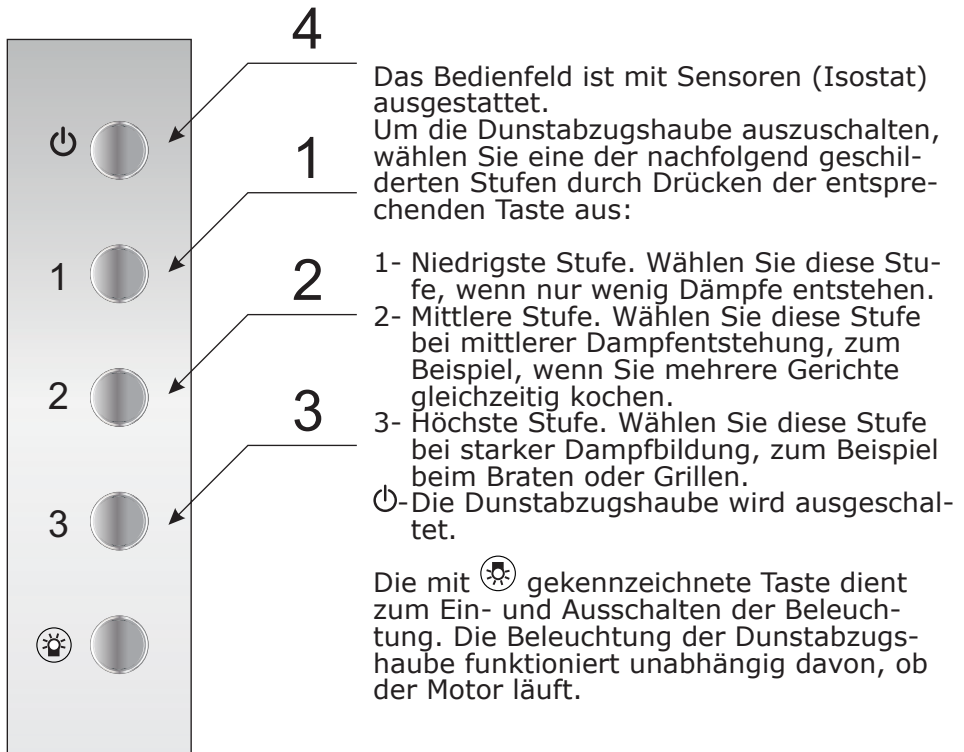 4
1
2
3
1
2
3
Das Bedienfeld ist mit Sensoren (Isostat)
ausgestattet.
Um die Dunstabzugshaube auszuschalten,
wählen Sie eine der nachfolgend geschil-
derten Stufen durch Drücken der entspre-
chenden Taste aus:
1- Niedrigste Stufe. Wählen Sie diese Stu-
fe, wenn nur wenig Dämpfe entstehen.
2- Mittlere Stufe. Wählen Sie diese Stufe
bei mittlerer Dampfentstehung, zum
Beispiel, wenn Sie mehrere Gerichte
gleichzeitig kochen.
3- Höchste Stufe. Wählen Sie diese Stufe
bei starker Dampfbildung, zum Beispiel
beim Braten oder Grillen.
⏻-Die Dunstabzugshaube wird ausgeschal-
tet.
Die mit gekennzeichnete Taste dient
zum Ein- und Ausschalten der Beleuch-
tung. Die Beleuchtung der Dunstabzugs-
haube funktioniert unabhängig davon, ob
der Motor läuft.